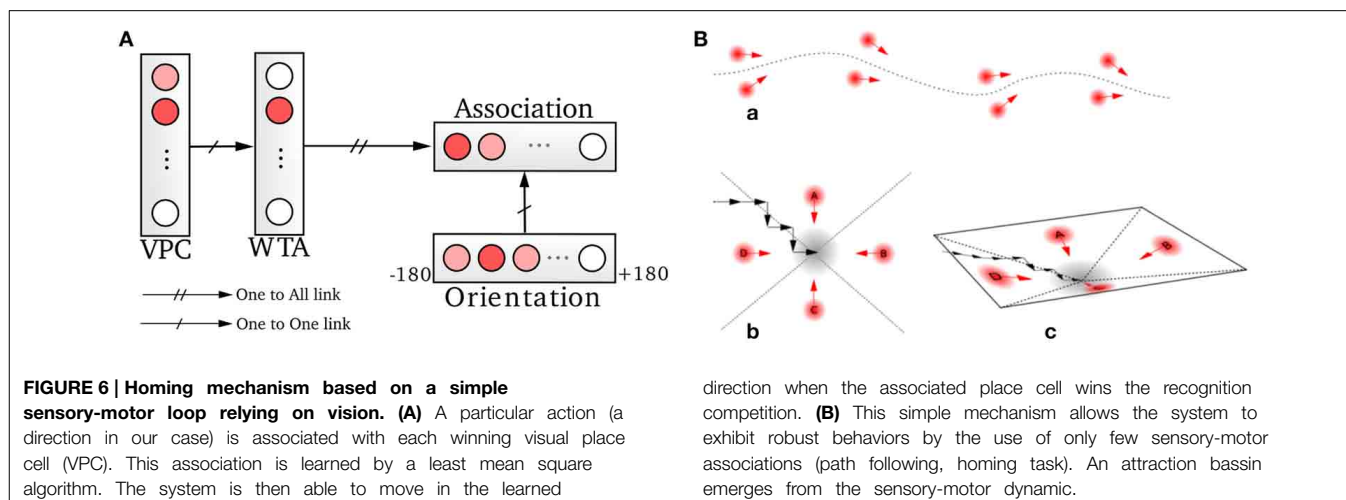 A
VPC
WTA
Association
-180
+180
Orientation
One to All link
One to One link
B
a
A
D
B
C
b
A
B
D
c
FIGURE 6 | Homing mechanism based on a simple
sensory-motor loop relying on vision. (A) A particular action (a
direction in our case) is associated with each winning visual place
cell (VPC). This association is learned by a least mean square
algorithm. The system is then able to move in the learned
direction when the associated place cell wins the recognition
competition. (B) This simple mechanism allows the system to
exhibit robust behaviors by the use of only few sensory-motor
associations (path following, homing task). An attraction bassin
emerges from the sensory-motor dynamic.